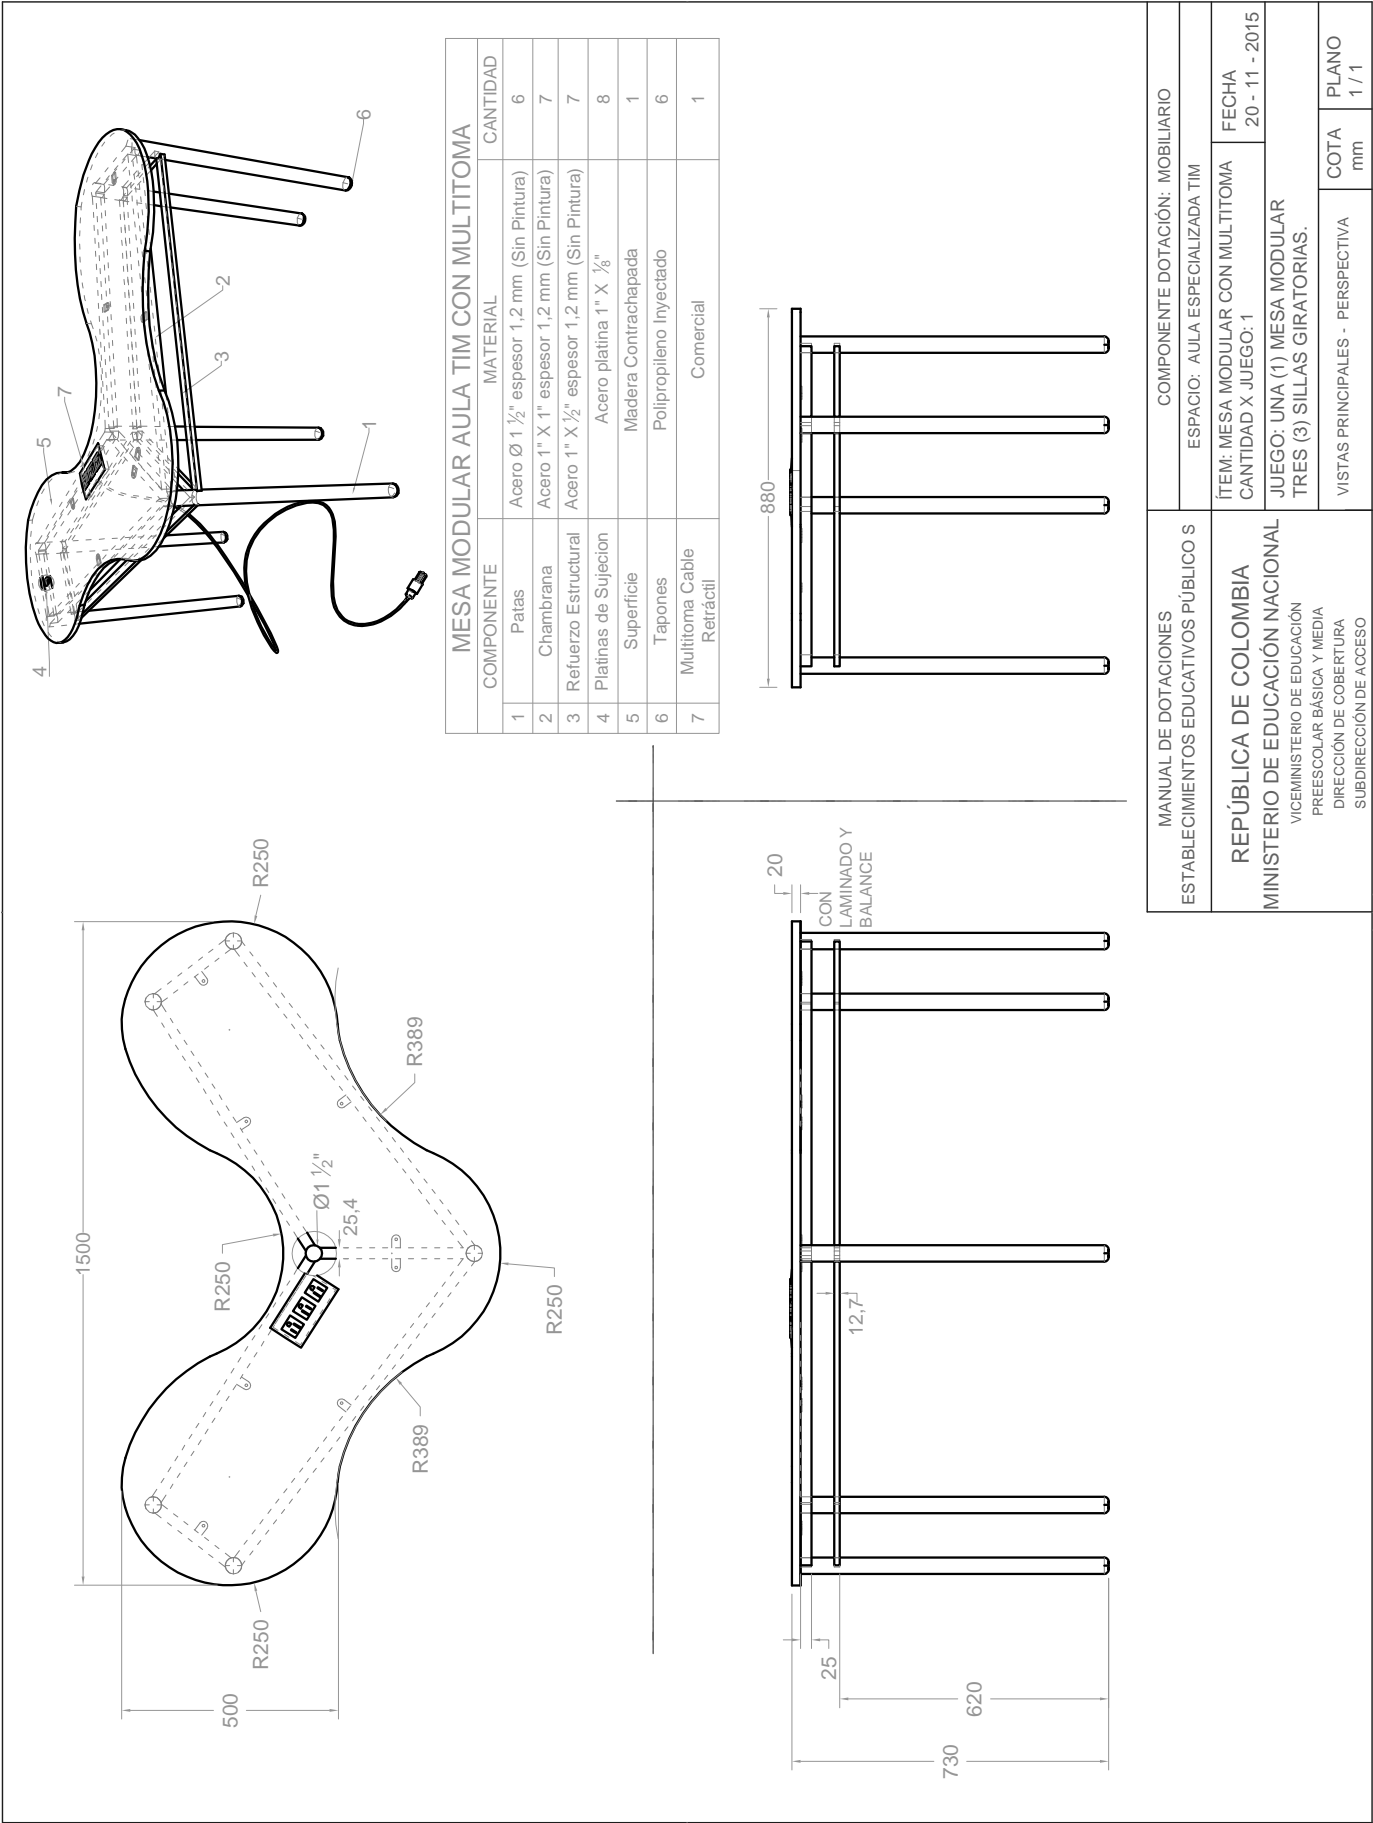 1500
R250
R250
R389
Ø1 ½"
25,4
R250
R250
R389
R250
500
4
5
7
3
2
1
6
MESA MODULAR AULA TIM CON MULTITOMA
COMPONENTE MATERIAL CANTIDAD
1 Patas Acero Ø 1 ½" espesor 1,2 mm (Sin Pintura) 6
2 Chambrana Acero 1" X 1" espesor 1,2 mm (Sin Pintura) 7
3 Refuerzo Estructural Acero 1" X ½" espesor 1,2 mm (Sin Pintura) 7
4 Platinas de Sujecion Acero platina 1" X ⅛" 8
5 Superficie Madera Contrachapada 1
6 Tapones Polipropileno Inyectado 6
7 Multitoma Cable
Retráctil Comercial 1
20
CON
LAMINADO Y
BALANCE
12,7
25
620
730
880
MANUAL DE DOTACIONES
ESTABLECIMIENTOS EDUCATIVOS PÚBLICO S
REPÚBLICA DE COLOMBIA
MINISTERIO DE EDUCACIÓN NACIONAL
VICEMINISTERIO DE EDUCACIÓN
PREESCOLAR BÁSICA Y MEDIA
DIRECCIÓN DE COBERTURA
SUBDIRECCIÓN DE ACCESO
COMPONENTE DOTACIÓN: MOBILIARIO
ESPACIO: AULA ESPECIALIZADA TIM
ÍTEM: MESA MODULAR CON MULTITOMA
CANTIDAD X JUEGO: 1
FECHA
20 - 11 - 2015
JUEGO: UNA (1) MESA MODULAR
TRES (3) SILLAS GIRATORIAS.
VISTAS PRINCIPALES - PERSPECTIVA
COTA
mm
PLANO
1 / 1